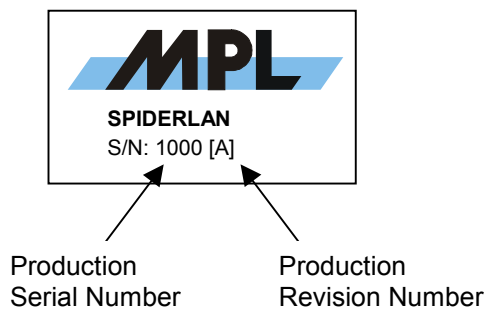 MPL
SPIDERLAN
S/N: 1000 [A]
Production Production
Serial Number Revision Number